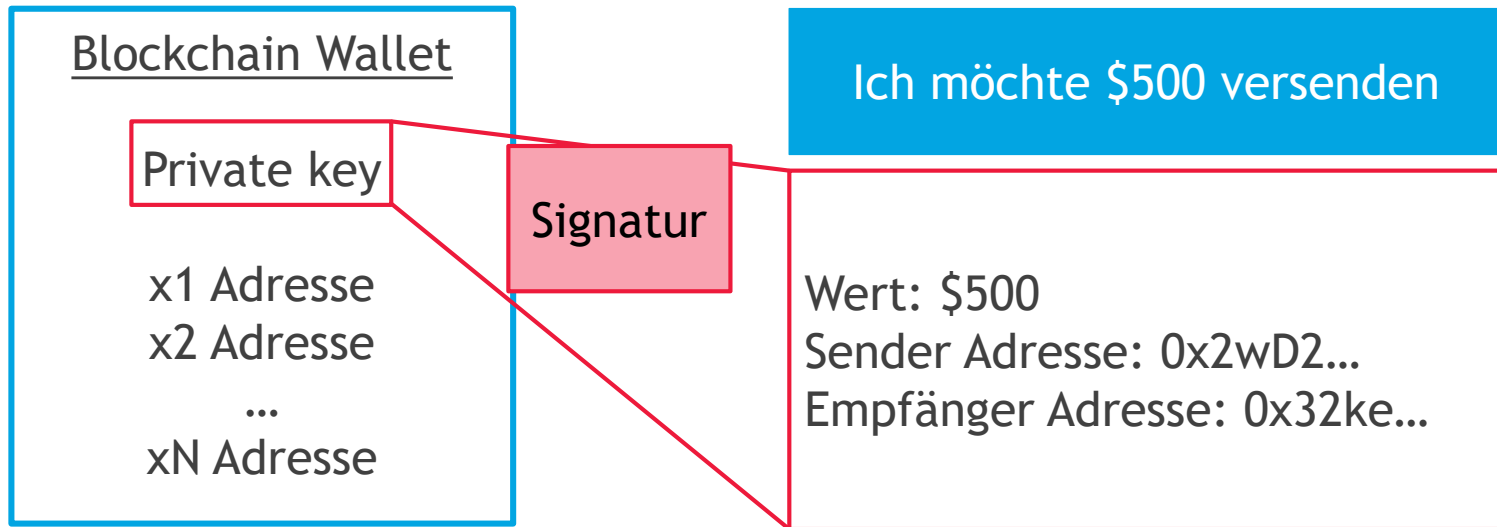 Blockchain Wallet
Private key
x1 Adresse
x2 Adresse
…
xN Adresse
Signatur
Ich möchte $500 versenden
Wert: $500
Sender Adresse: 0x2wD2…
Empfänger Adresse: 0x32ke…